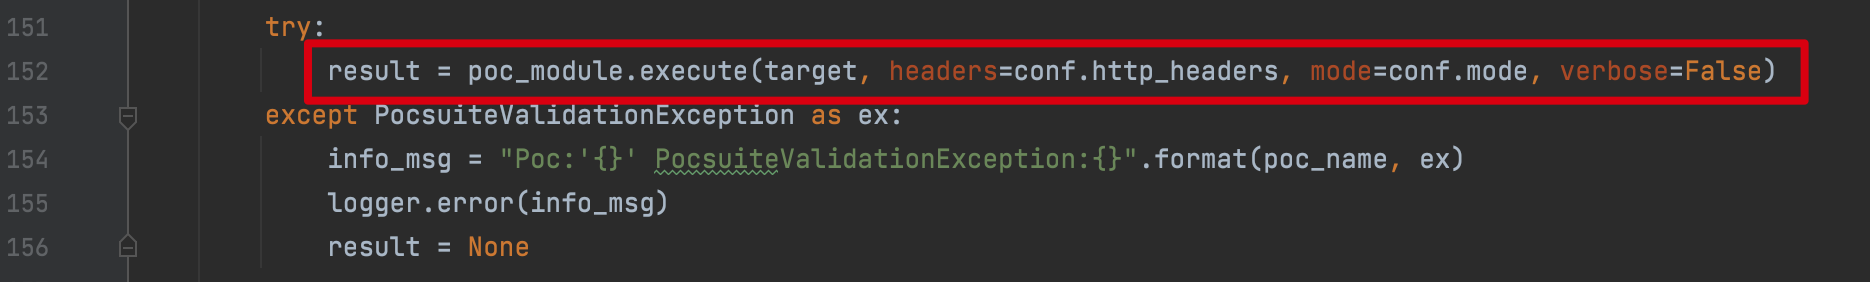 151 try:
152 result = poc_module.execute(target, headers=conf.http_headers, mode=conf.mode, verbose=False)
153 except PocsuiteValidationException as ex:
154 info_msg = "Poc:'{}' PocsuiteValidationException:{}".format(poc_name, ex)
155 logger.error(info_msg)
156 result = None